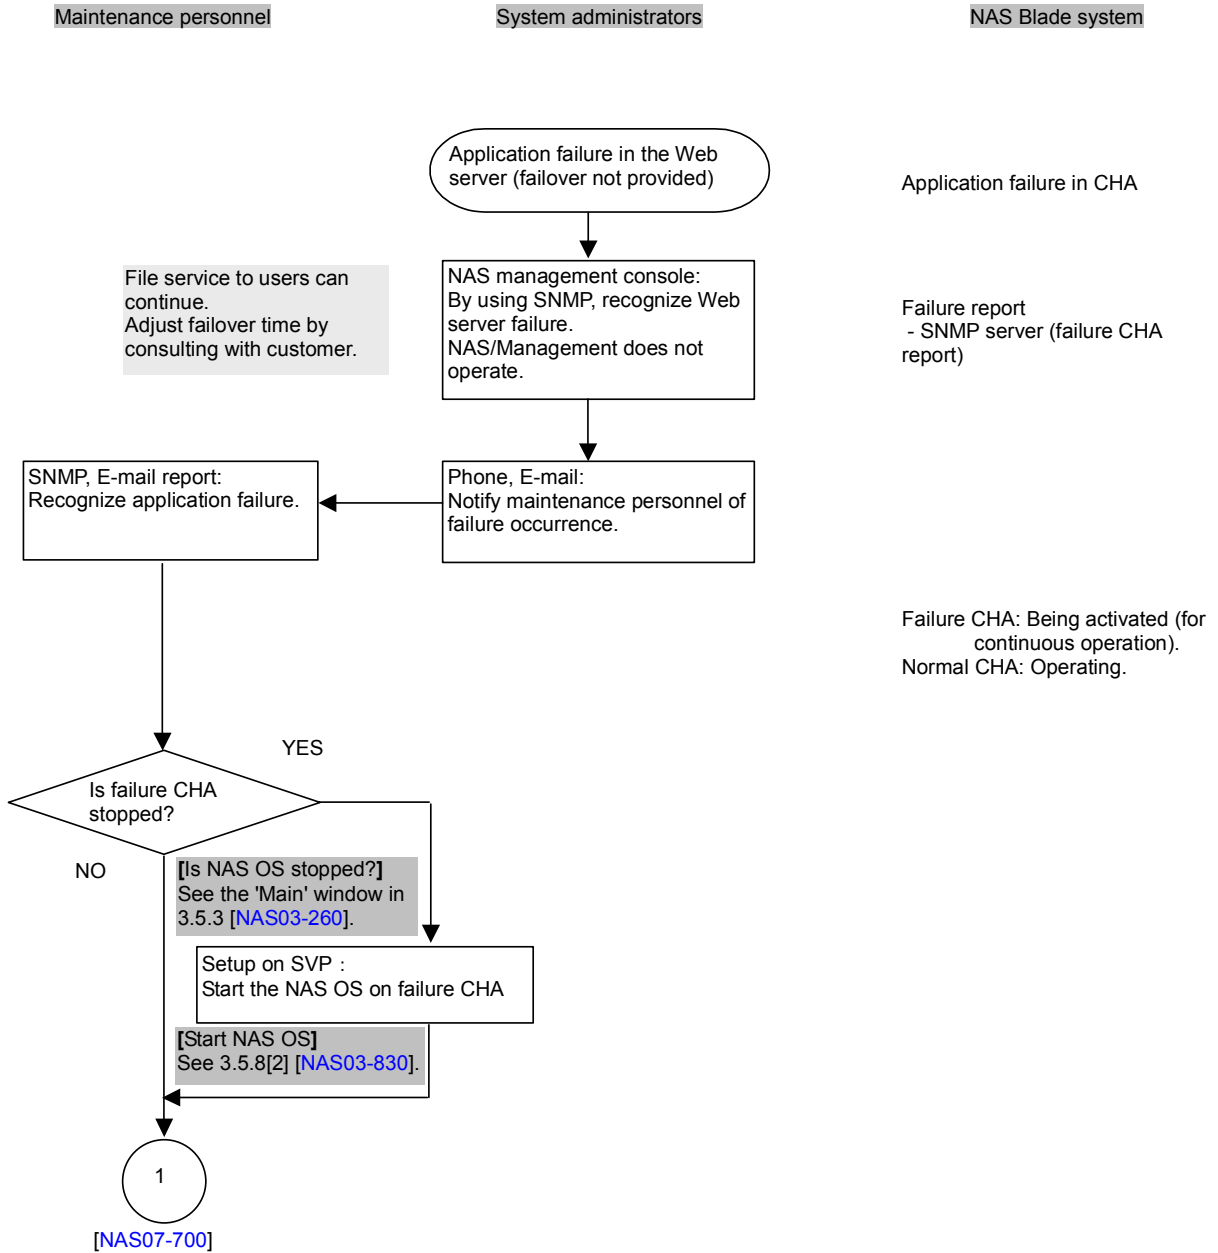 Maintenance personnel
System administrators
NAS Blade system
Application failure in the Web
server (failover not provided)
Application failure in CHA
File service to users can
continue.
Adjust failover time by
consulting with customer.
NAS management console:
By using SNMP, recognize Web
server failure.
NAS/Management does not
operate.
Failure report
- SNMP server (failure CHA
report)
SNMP, E-mail report:
Recognize application failure.
Phone, E-mail:
Notify maintenance personnel of
failure occurrence.
Failure CHA: Being activated (for
continuous operation).
Normal CHA: Operating.
YES
Is failure CHA
stopped?
NO
[Is NAS OS stopped?]
See the 'Main' window in
3.5.3 [NAS03-260].
Setup on SVP :
Start the NAS OS on failure CHA
[Start NAS OS]
See 3.5.8[2] [NAS03-830].
1
[NAS07-700]